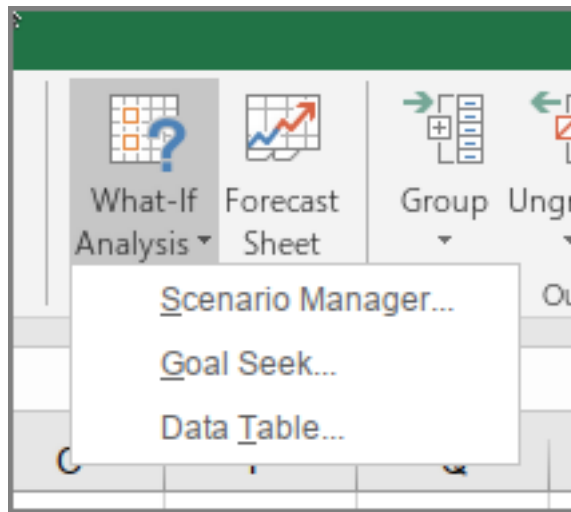 What-If
Analysis
Forecast
Sheet
Group
Scenario Manager...
Goal Seek...
Data Table...